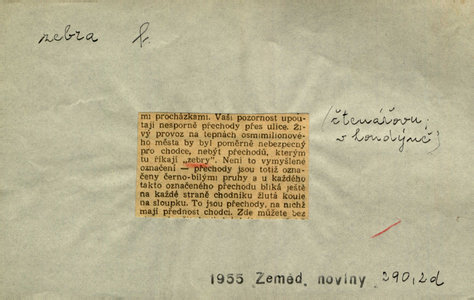 zebra f.
mi procházkami. Vaši pozornost upou-
tají nesporně přechody přes ulice. Ži-
vý provoz na tepnách osmimilionové-
ho města by byl poměrně nebezpečný
pro chodce, nebýt přechodů, kterým
tu říkají „zebry". Není to vymyšlené
označení — přechody jsou totiž ozna-
čeny černo-bílými pruhy a u každého
takto označeného přechodu bliká ještě
na každé straně chodníku žlutá koule
na sloupku. To jsou přechody, na nichž
mají přednost chodci. Zde můžete bez
(čtenářovu;
v Londýně)
1955 Zeměd. noviny 290,2d